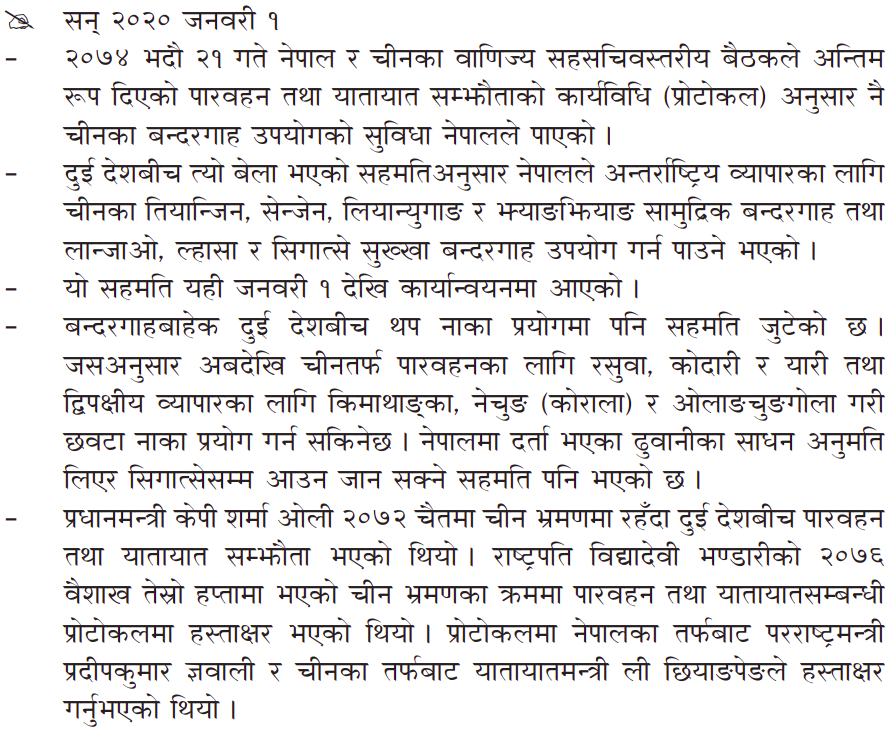 सन् २०२० जनवरी १
– २०७४ भदौ २१ गते नेपाल र चीनका वाणिज्य सहसचिवस्तरीय बैठकले अन्तिम
रूप दिएको पारवहन तथा यातायात सम्झौताको कार्यविधि (प्रोटोकल) अनुसार नै
चीनका बन्दरगाह उपयोगको सुविधा नेपालले पाएको ।
– दुई देशबीच त्यो बेला भएको सहमतिअनुसार नेपालले अन्तर्राष्ट्रिय व्यापारका लागि
चीनका तियान्जिन, सेन्जेन, लियान्युगाङ र झ्याङझियाङ सामुद्रिक बन्दरगाह तथा
लान्जाओ, ल्हासा र सिगात्से सुख्खा बन्दरगाह उपयोग गर्न पाउने भएको ।
– यो सहमति यही जनवरी १ देखि कार्यान्वयनमा आएको ।
– बन्दरगाहबाहेक दुई देशबीच थप नाका प्रयोगमा पनि सहमति जुटेको छ ।
जसअनुसार अबदेखि चीनतर्फ पारवहनका लागि रसुवा, कोदारी र यारी तथा
द्विपक्षीय व्यापारका लागि किमाथाङ्का, नेचुङ (कोराला) र ओलाङचुङगोला गरी
छवटा नाका प्रयोग गर्न सकिनेछ । नेपालमा दर्ता भएका ढुवानीका साधन अनुमति
लिएर सिगात्सेसम्म आउन जान सक्ने सहमति पनि भएको छ ।
– प्रधानमन्त्री केपी शर्मा ओली २०७२ चैतमा चीन भ्रमणमा रहँदा दुई देशबीच पारवहन
तथा यातायात सम्झौता भएको थियो । राष्ट्रपति विद्यादेवी भण्डारीको २०७६
वैशाख तेस्रो हप्तामा भएको चीन भ्रमणका क्रममा पारवहन तथा यातायातसम्बन्धी
प्रोटोकलमा हस्ताक्षर भएको थियो । प्रोटोकलमा नेपालका तर्फबाट परराष्ट्रमन्त्री
प्रदीपकुमार ज्ञवाली र चीनका तर्फबाट यातायातमन्त्री ली छियाङपेङले हस्ताक्षर
गर्नुभएको थियो ।